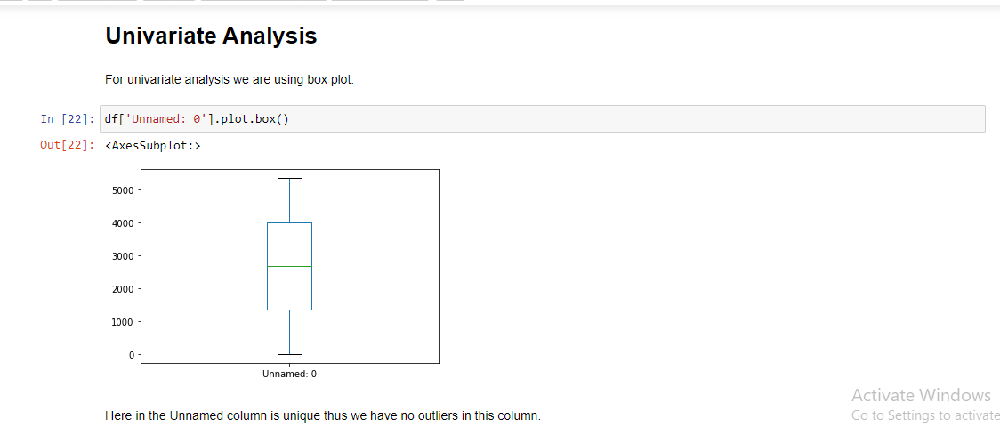 Univariate Analysis
For univariate analysis we are using box plot.
In [22]: df['Unnamed: 0'].plot.box()
Out[22]: <AxesSubplot:>
5000
4000
3000
2000
1000
0
Unnamed: 0
Activate Windows
Go to Settings to activate
Here in the Unnamed column is unique thus we have no outliers in this column.